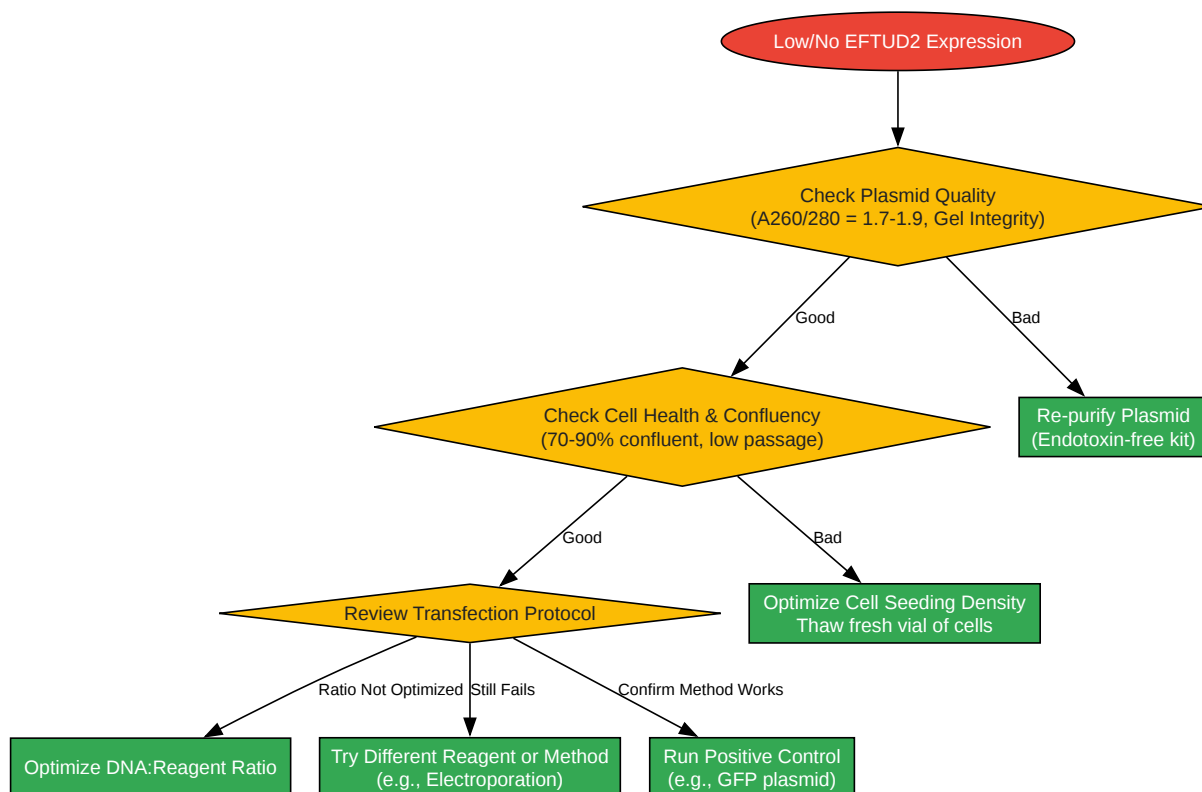 Low/No EFTUD2 Expression
Check Plasmid Quality
(A260/280 = 1.7-1.9, Gel Integrity)
Good
Bad
Check Cell Health & Confluency
(70-90% confluent, low passage)
Re-purify Plasmid
(Endotoxin-free kit)
Good
Bad
Review Transfection Protocol
Optimize Cell Seeding Density
Thaw fresh vial of cells
Ratio Not Optimized
Still Fails
Confirm Method Works
Optimize DNA:Reagent Ratio
Try Different Reagent or Method
(e.g., Electroporation)
Run Positive Control
(e.g., GFP plasmid)